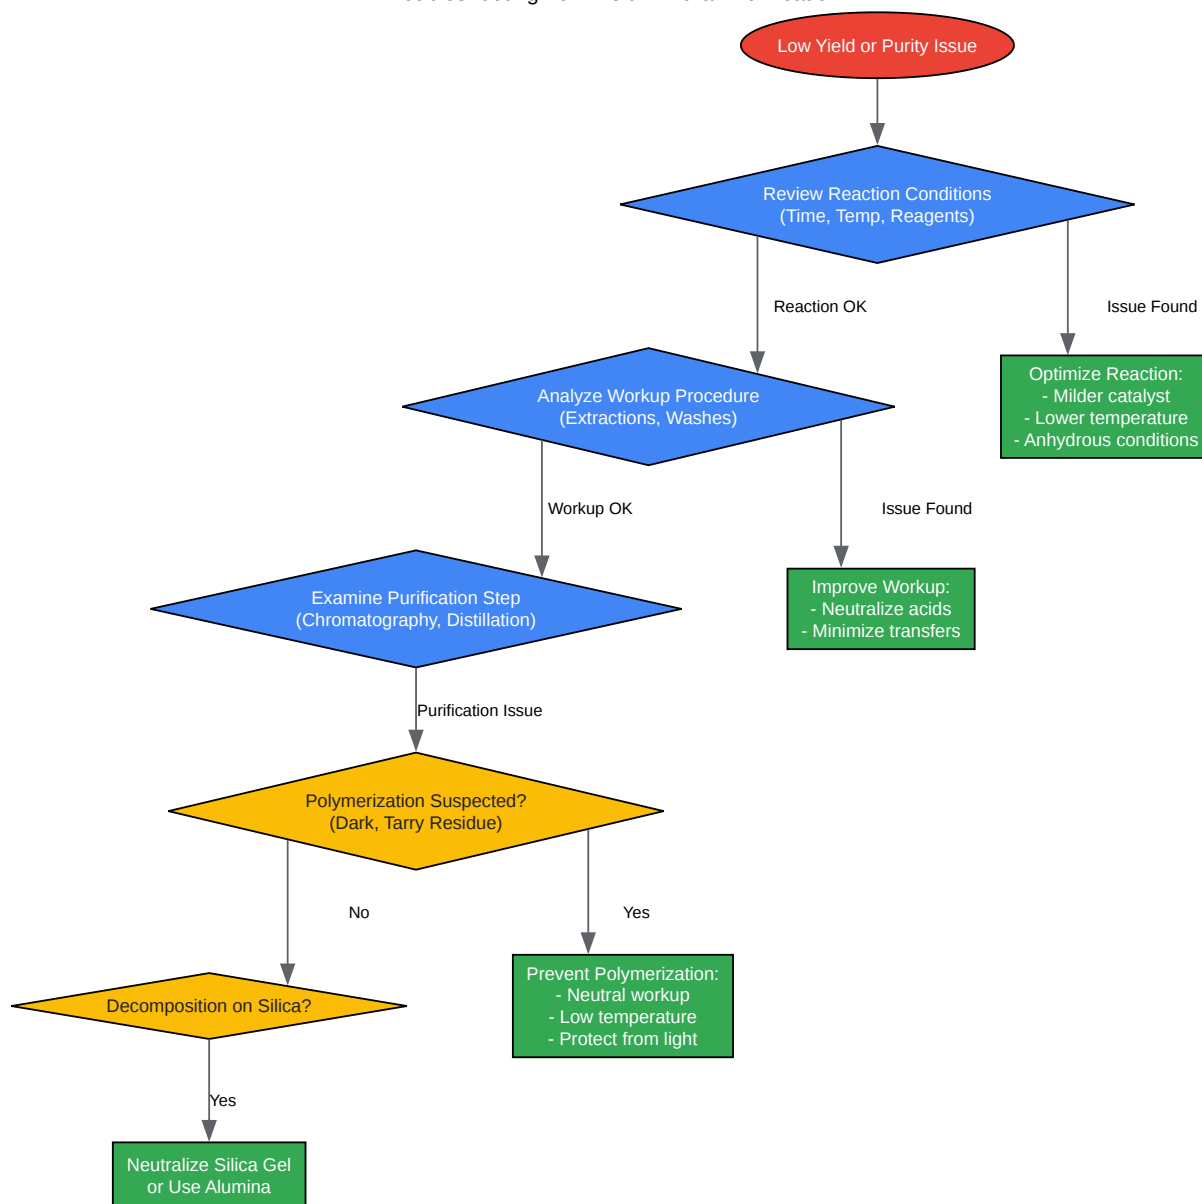 Low Yield or Purity Issue
Review Reaction Conditions
(Time, Temp, Reagents)
Reaction OK
Issue Found
Optimize Reaction:
- Milder catalyst
- Lower temperature
- Anhydrous conditions
Analyze Workup Procedure
(Extractions, Washes)
Workup OK
Issue Found
Improve Workup:
- Neutralize acids
- Minimize transfers
Examine Purification Step
(Chromatography, Distillation)
Purification Issue
Polymerization Suspected?
(Dark, Tarry Residue)
No
Yes
Prevent Polymerization:
- Neutral workup
- Low temperature
- Protect from light
Decomposition on Silica?
Yes
Neutralize Silica Gel
or Use Alumina